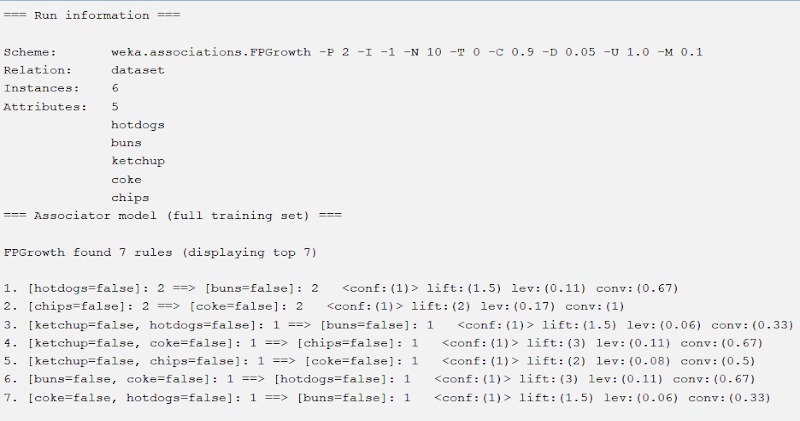 === Run information ===
Scheme: weka.associations.FPGrowth -P 2 -I -1 -N 10 -T 0 -C 0.9 -D 0.05 -U 1.0 -M 0.1
Relation: dataset
Instances: 6
Attributes: 5
hotdogs
buns
ketchup
coke
chips
=== Associator model (full training set) ===
FPGrowth found 7 rules (displaying top 7)
1. [hotdogs=false]: 2 ==> [buns=false]: 2 <conf:(1)> lift:(1.5) lev:(0.11) conv:(0.67)
2. [chips=false]: 2 ==> [coke=false]: 2 <conf:(1)> lift:(2) lev:(0.17) conv:(1)
3. [ketchup=false, hotdogs=false]: 1 ==> [buns=false]: 1 <conf:(1)> lift:(1.5) lev:(0.06) conv:(0.33)
4. [ketchup=false, coke=false]: 1 ==> [chips=false]: 1 <conf:(1)> lift:(3) lev:(0.11) conv:(0.67)
5. [ketchup=false, chips=false]: 1 ==> [coke=false]: 1 <conf:(1)> lift:(2) lev:(0.08) conv:(0.5)
6. [buns=false, coke=false]: 1 ==> [hotdogs=false]: 1 <conf:(1)> lift:(3) lev:(0.11) conv:(0.67)
7. [coke=false, hotdogs=false]: 1 ==> [buns=false]: 1 <conf:(1)> lift:(1.5) lev:(0.06) conv:(0.33)